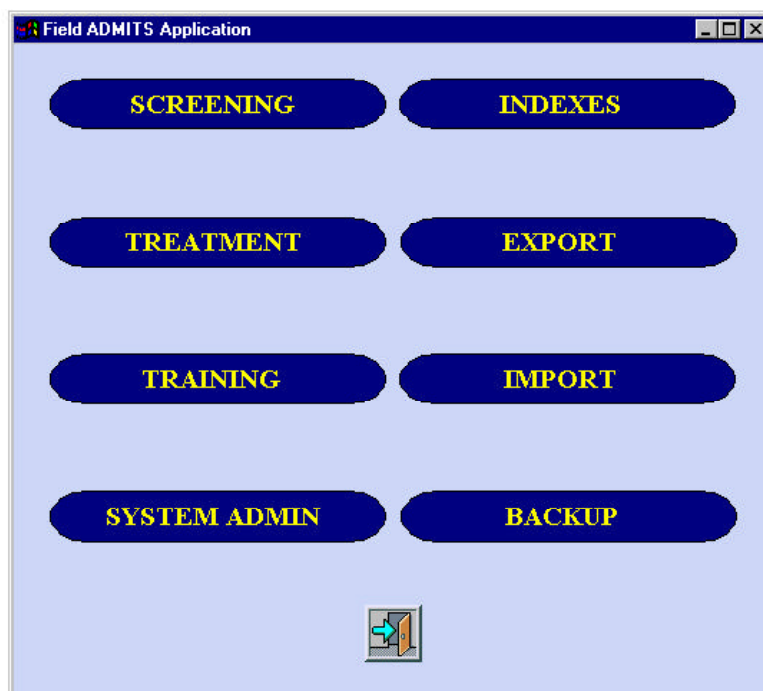 Field ADMITS Application
SCREENING
INDEXES
TREATMENT
EXPORT
TRAINING
IMPORT
SYSTEM ADMIN
BACKUP